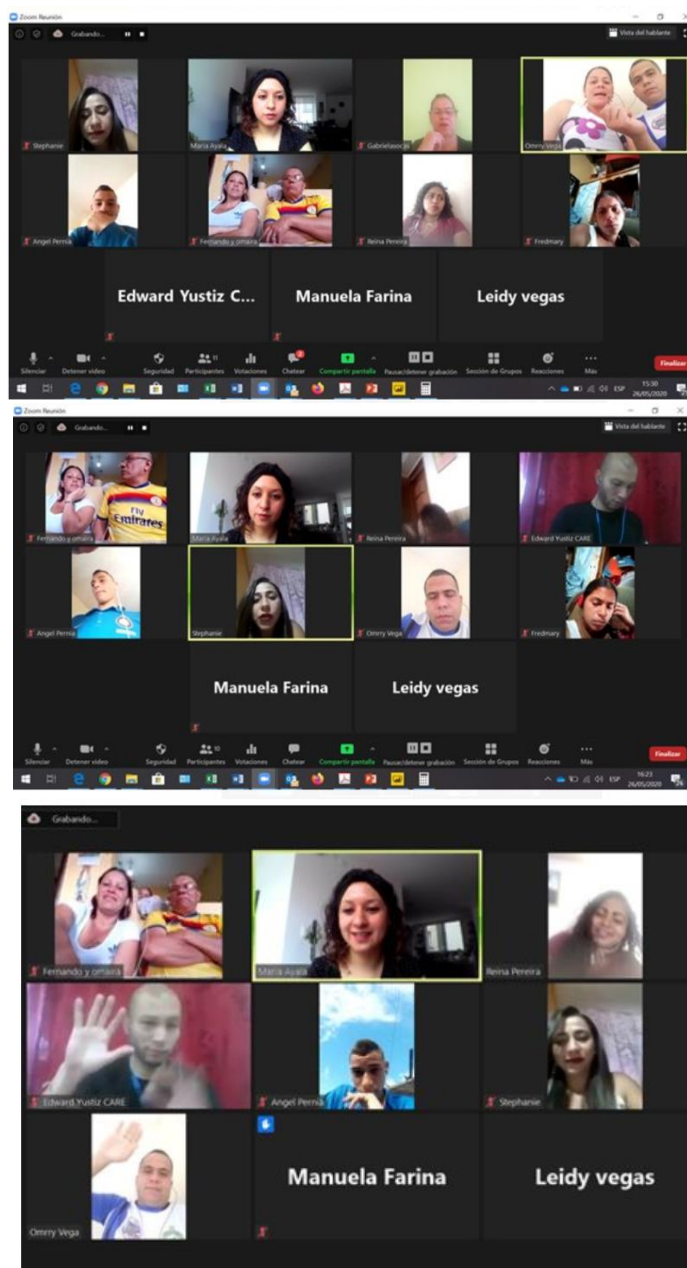 Zoom Reunión
Grabando...
Vista del hablante
Stephanie
Maria Ayala
Gabrielaxocai
Omrry Vega
Angel Pernia
Fernando y omaira
Reina Pereira
Fredmary
Edward Yustiz C...
Manuela Farina
Leidy vegas
11
2
Silenciar
Detener video
Seguridad
Participantes
Votaciones
Chatear
Compartir pantalla
Pausar/detener grabación
Sección de Grupos
Reacciones
Más
Finalizar
ESP
15:30
26/05/2020
Zoom Reunión
Grabando...
Vista del hablante
Fly
Emirates
Fernando y omaira
Maria Ayala
Reina Pereira
Edward Yustiz CARE
Angel Pernia
Stephanie
Omrry Vega
Fredmary
Manuela Farina
Leidy vegas
10
Silenciar
Detener video
Seguridad
Participantes
Votaciones
Chatear
Compartir pantalla
Pausar/detener grabación
Sección de Grupos
Reacciones
Más
Finalizar
ESP
16:23
26/05/2020
Grabando...
Fernando y omaira
Maria Ayala
Reina Pereira
Edward Yustiz CARE
Angel Pernia
Stephanie
Omrry Vega
Manuela Farina
Leidy vegas